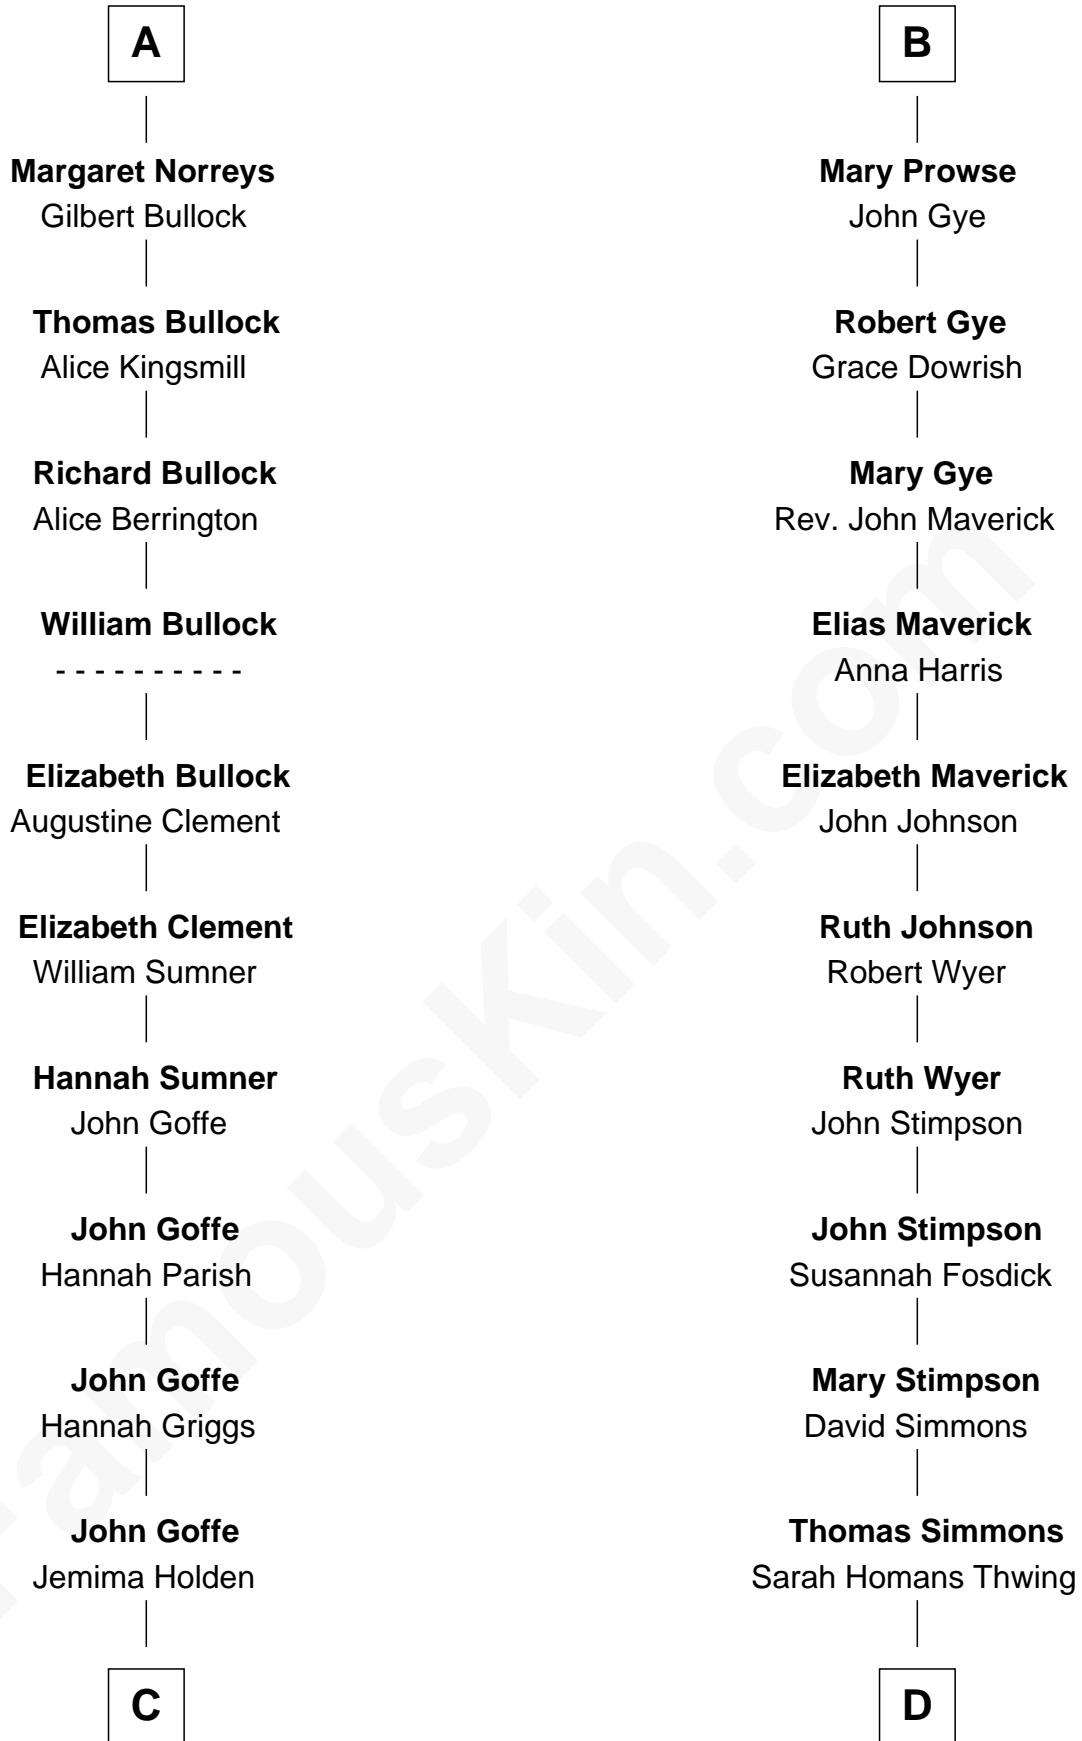 A
Margaret Norreys
Gilbert Bullock
Thomas Bullock
Alice Kingsmill
Richard Bullock
Alice Berrington
William Bullock
- - - - - - - - - -
Elizabeth Bullock
Augustine Clement
Elizabeth Clement
William Sumner
Hannah Sumner
John Goffe
John Goffe
Hannah Parish
John Goffe
Hannah Griggs
John Goffe
Jemima Holden
C
B
Mary Prowse
John Gye
Robert Gye
Grace Dowrish
Mary Gye
Rev. John Maverick
Elias Maverick
Anna Harris
Elizabeth Maverick
John Johnson
Ruth Johnson
Robert Wyer
Ruth Wyer
John Stimpson
John Stimpson
Susannah Fosdick
Mary Stimpson
David Simmons
Thomas Simmons
Sarah Homans Thwing
D
FamousKin.com